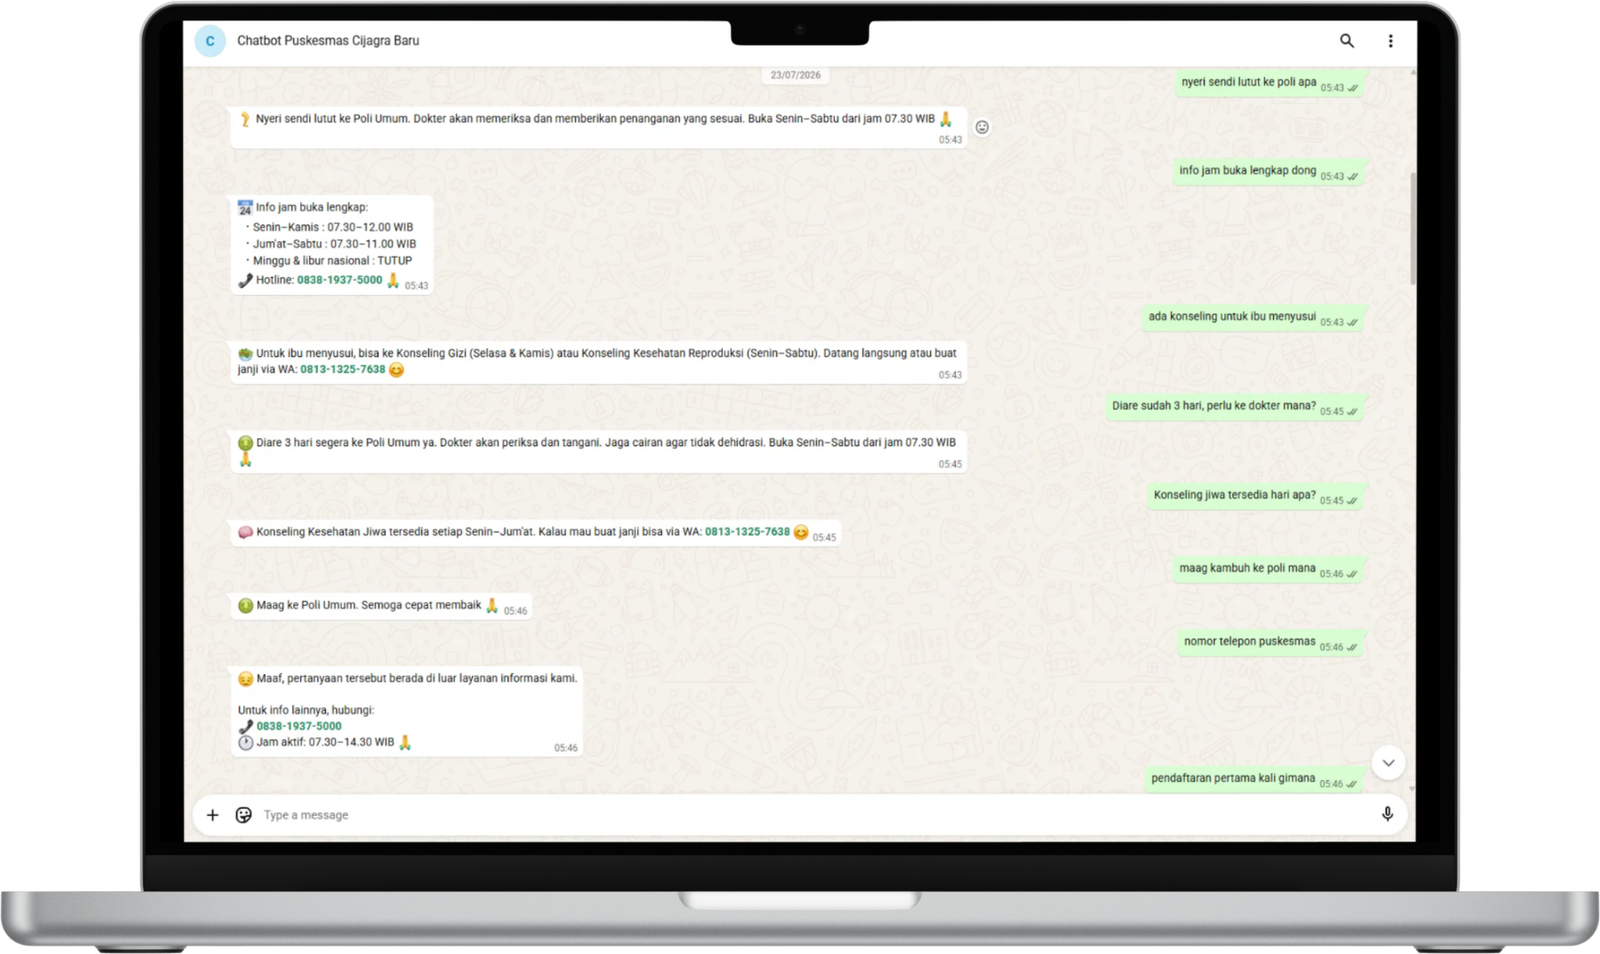 C
Chatbot Puskesmas Cijagra Baru
23/07/2026
nyeri sendi lutut ke poli apa 05:43
Nyeri sendi lutut ke Poli Umum. Dokter akan memeriksa dan memberikan penanganan yang sesuai. Buka Senin–Sabtu dari jam 07.30 WIB 🙏
05:43
info jam buka lengkap dong 05:43
24 Info jam buka lengkap:
· Senin–Kamis : 07.30–12.00 WIB
· Jum'at–Sabtu : 07.30–11.00 WIB
· Minggu & libur nasional : TUTUP
📞 Hotline: 0838-1937-5000 🙏 05:43
ada konseling untuk ibu menyusui 05:43
Untuk ibu menyusui, bisa ke Konseling Gizi (Selasa & Kamis) atau Konseling Kesehatan Reproduksi (Senin–Sabtu). Datang langsung atau buat
janji via WA: 0813-1325-7638 😊
05:43
Diare sudah 3 hari, perlu ke dokter mana? 05:45
Diare 3 hari segera ke Poli Umum ya. Dokter akan periksa dan tangani. Jaga cairan agar tidak dehidrasi. Buka Senin–Sabtu dari jam 07.30 WIB
🙏
05:45
Konseling jiwa tersedia hari apa? 05:45
🧠 Konseling Kesehatan Jiwa tersedia setiap Senin–Jum'at. Kalau mau buat janji bisa via WA: 0813-1325-7638 😊 05:45
maag kambuh ke poli mana 05:46
Maag ke Poli Umum. Semoga cepat membaik 🙏 05:46
nomor telepon puskesmas 05:46
😔 Maaf, pertanyaan tersebut berada di luar layanan informasi kami.
Untuk info lainnya, hubungi:
📞 0838-1937-5000
🕐 Jam aktif: 07.30–14.30 WIB 🙏
05:46
pendaftaran pertama kali gimana 05:46
Type a message